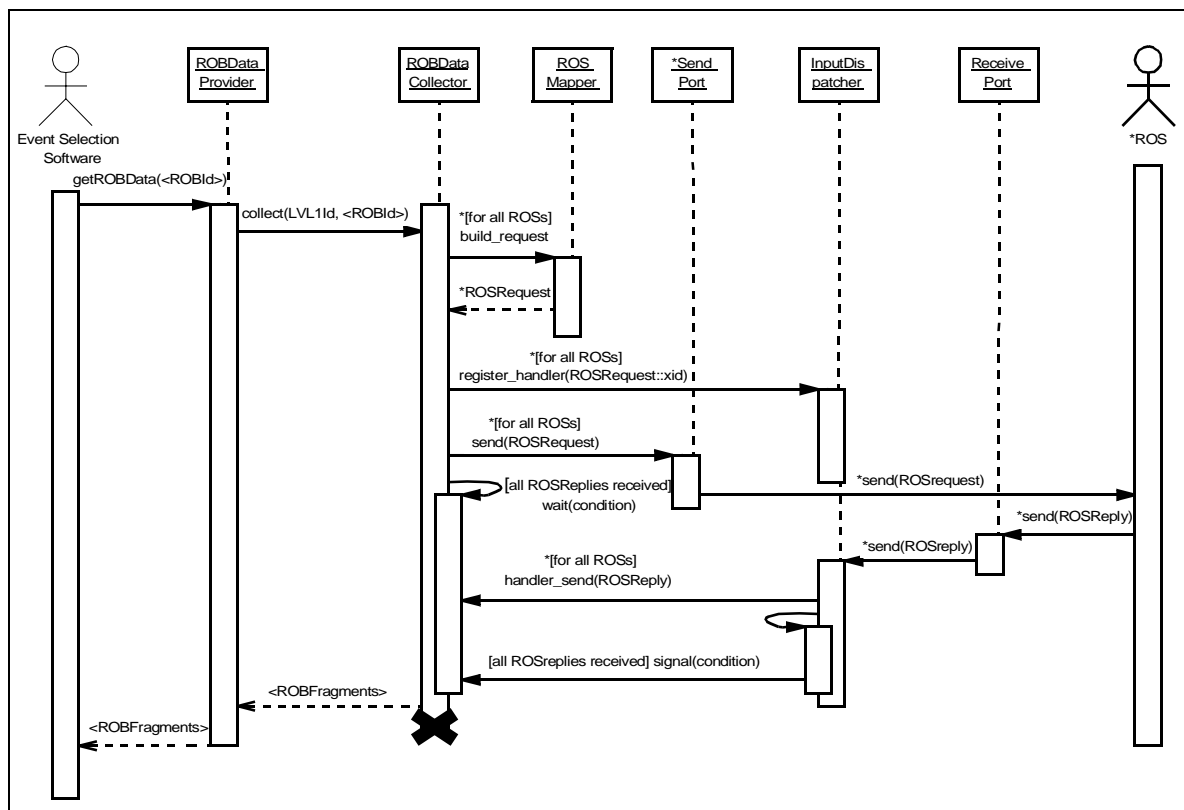 ROBData
Provider
ROBData
Collector
ROS
Mapper
*Send
Port
InputDis
patcher
Receive
Port
Event Selection
Software
*ROS
getROBData(<ROBId>)
collect(LVL1Id, <ROBId>)
*[for all ROSs]
build_request
*ROSRequest
*[for all ROSs]
register_handler(ROSRequest::xid)
*[for all ROSs]
send(ROSRequest)
[all ROSReplies received]
wait(condition)
*send(ROSrequest)
*send(ROSReply)
*send(ROSreply)
*[for all ROSs]
handler_send(ROSReply)
[all ROSreplies received] signal(condition)
<ROBFragments>
<ROBFragments>